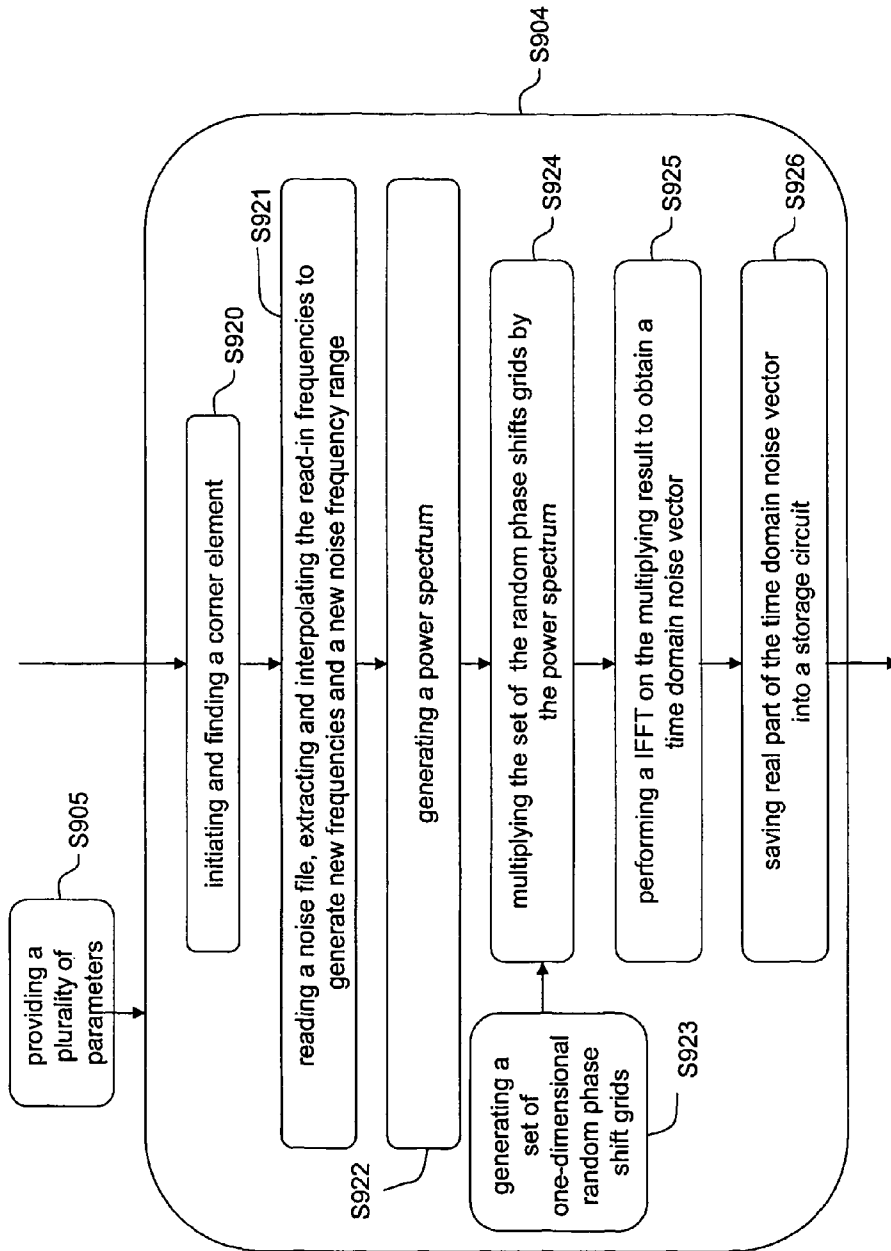 S905
providing a
plurality of
parameters
S904
S920
initiating and finding a corner element
S921
reading a noise file, extracting and interpolating the read-in frequencies to
generate new frequencies and a new noise frequency range
S922
generating a power spectrum
S923
generating a
set of
one-dimensional
random phase
shift grids
S924
multiplying the set of the random phase shifts grids by
the power spectrum
S925
performing a IFFT on the multiplying result to obtain a
time domain noise vector
S926
saving real part of the time domain noise vector
into a storage circuit